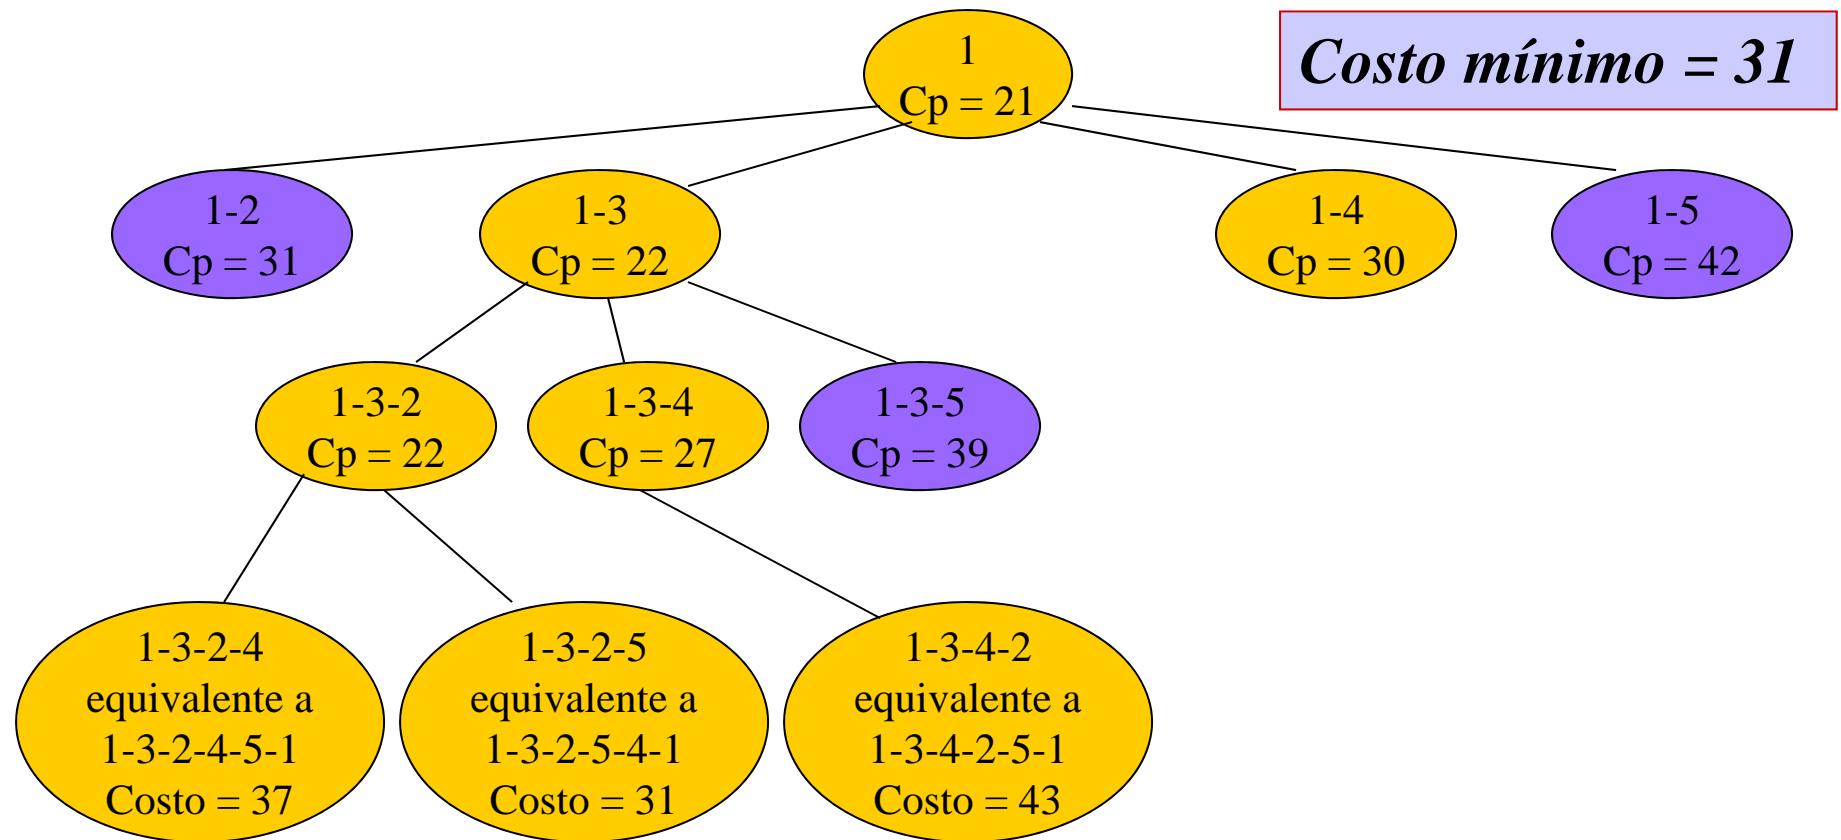 1
Cp = 21
Costo mínimo = 31
1-2
Cp = 31
1-3
Cp = 22
1-4
Cp = 30
1-5
Cp = 42
1-3-2
Cp = 22
1-3-4
Cp = 27
1-3-5
Cp = 39
1-3-2-4
equivalente a
1-3-2-4-5-1
Costo = 37
1-3-2-5
equivalente a
1-3-2-5-4-1
Costo = 31
1-3-4-2
equivalente a
1-3-4-2-5-1
Costo = 43